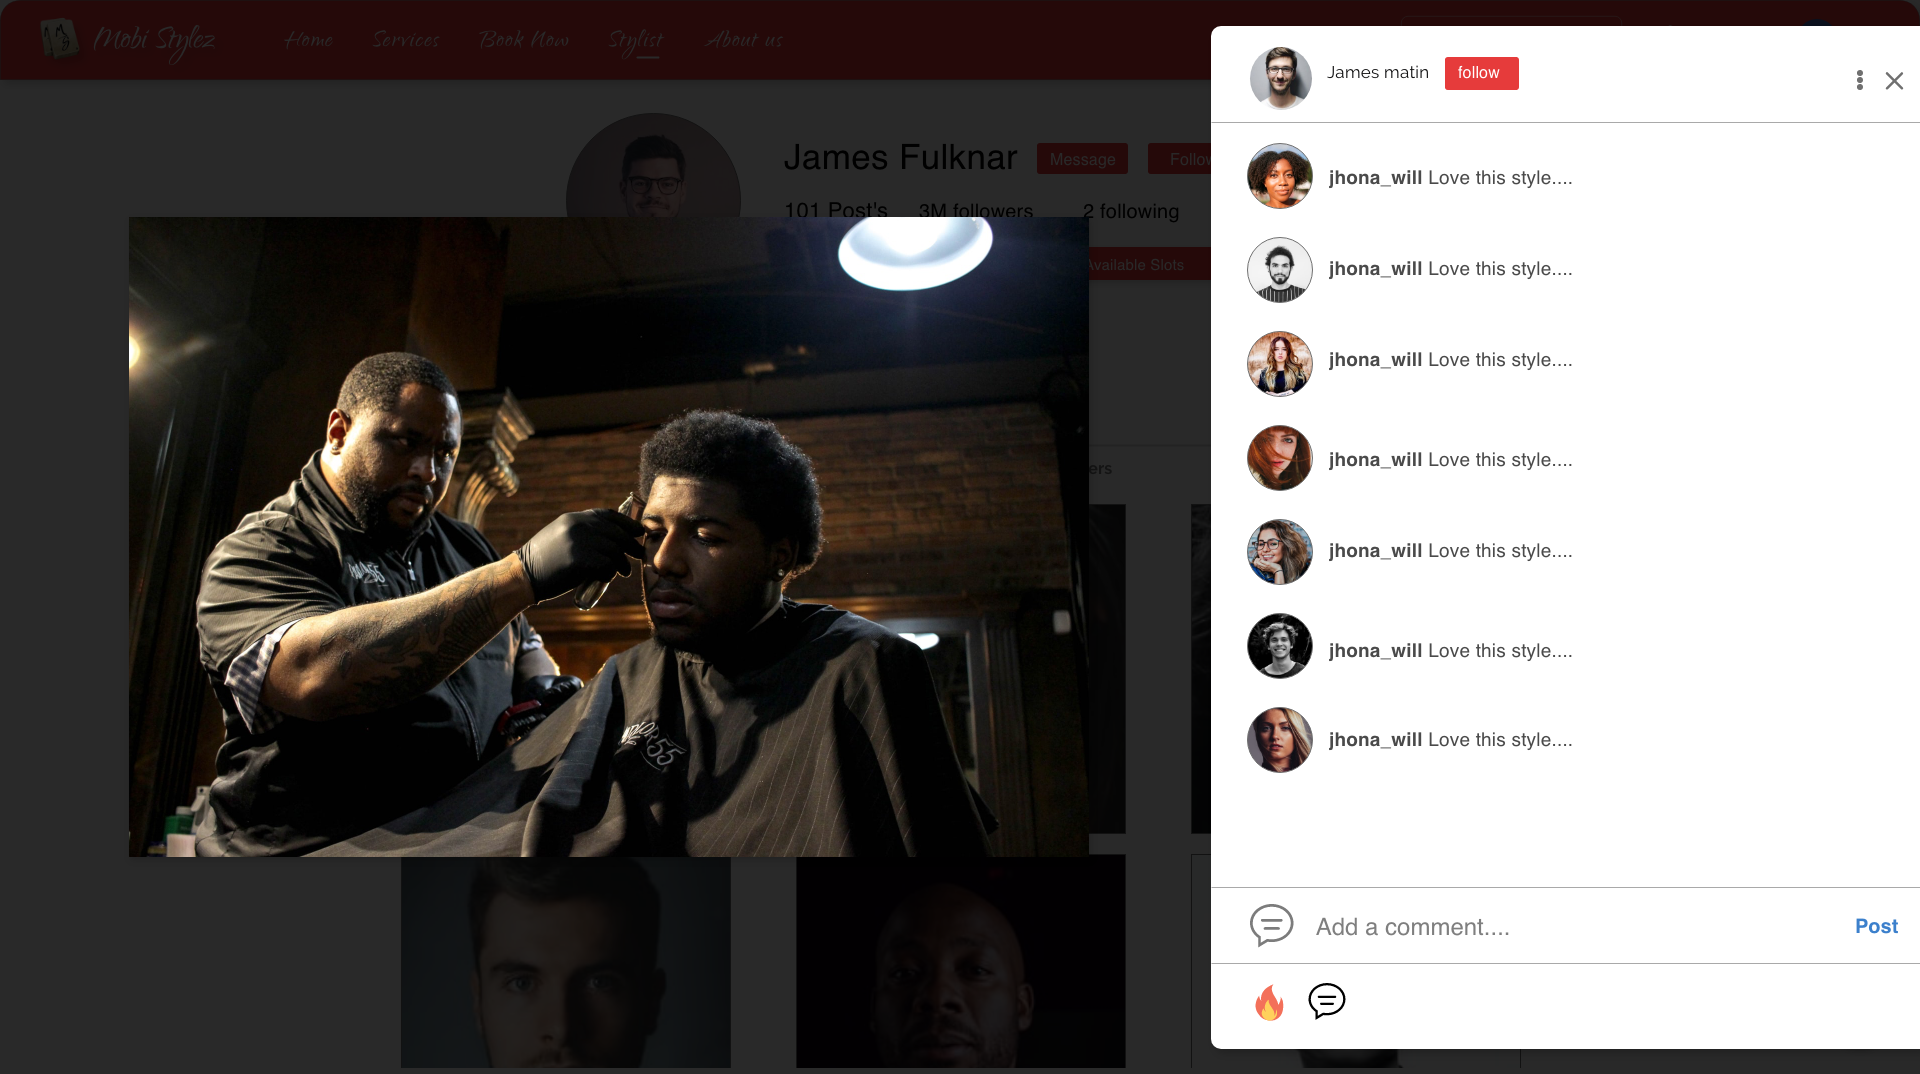 Mobi Stylez
Home Services Book Now Stylist About us
James Fulknar Message Follow
101 Post's 3M followers 2 following
Available Slots
James matin follow
jhona_will Love this style....
jhona_will Love this style....
jhona_will Love this style....
jhona_will Love this style....
jhona_will Love this style....
jhona_will Love this style....
jhona_will Love this style....
Add a comment.... Post